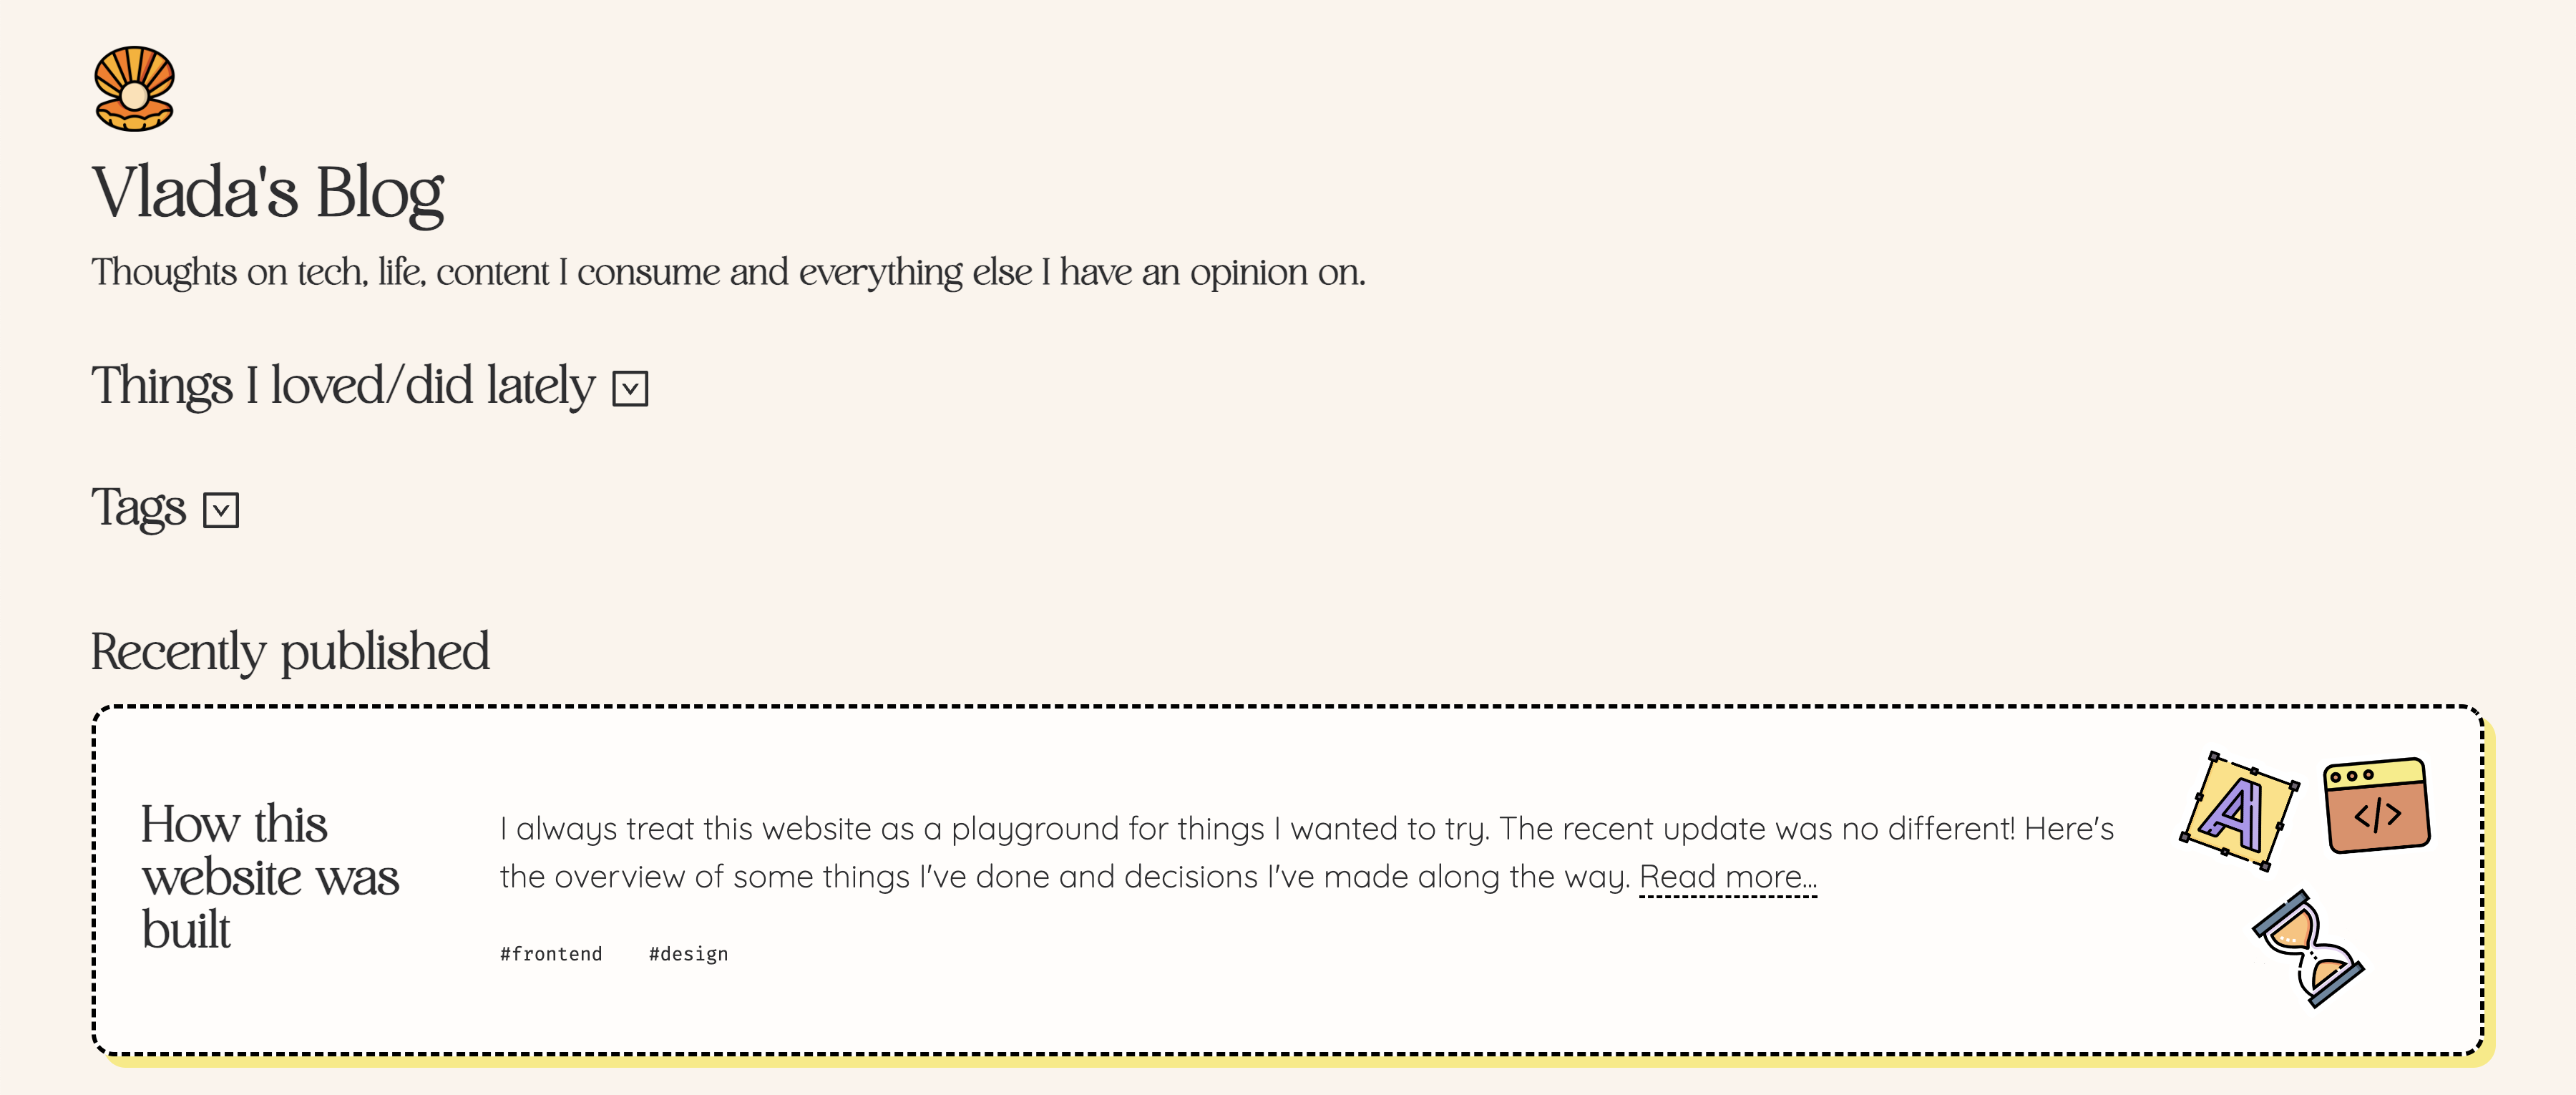 Vlada's Blog
Thoughts on tech, life, content I consume and everything else I have an opinion on.
Things I loved/did lately
Tags
Recently published
How this
website was
built
I always treat this website as a playground for things I wanted to try. The recent update was no different! Here's
the overview of some things I've done and decisions I've made along the way. Read more...
#frontend #design
A
</>